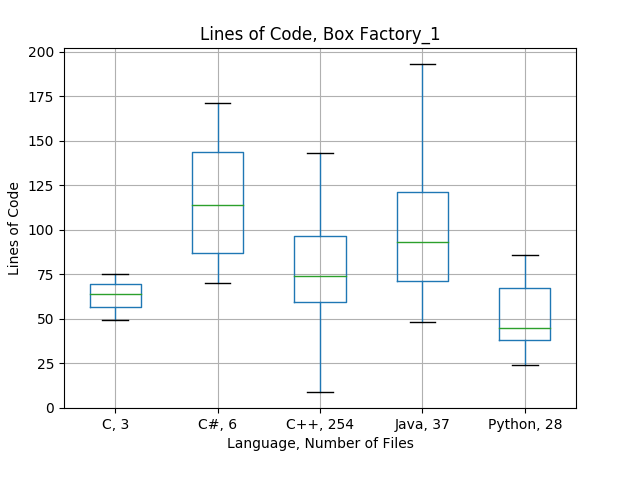 Lines of Code, Box Factory_1
200
175
150
125
100
75
50
25
0
Lines of Code
C, 3
C#, 6
C++, 254
Java, 37
Python, 28
Language, Number of Files